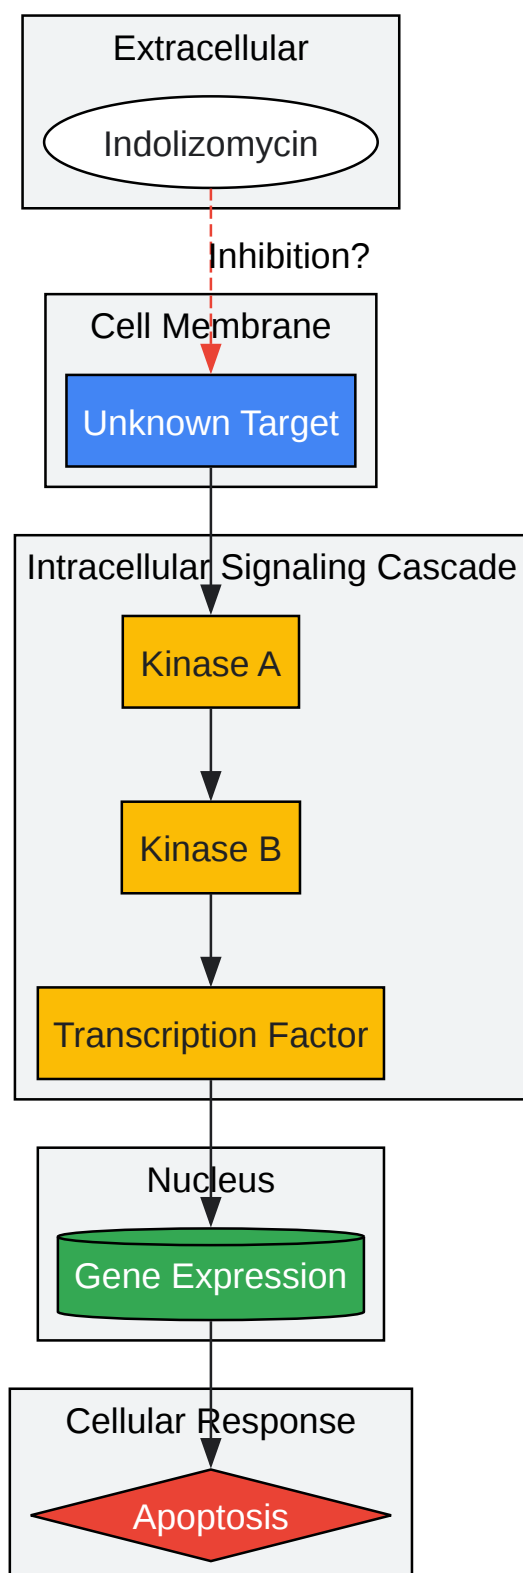 Extracellular
Indolizomycin
Inhibition?
Cell Membrane
Unknown Target
Intracellular Signaling Cascade
Kinase A
Kinase B
Transcription Factor
Nucleus
Gene Expression
Cellular Response
Apoptosis